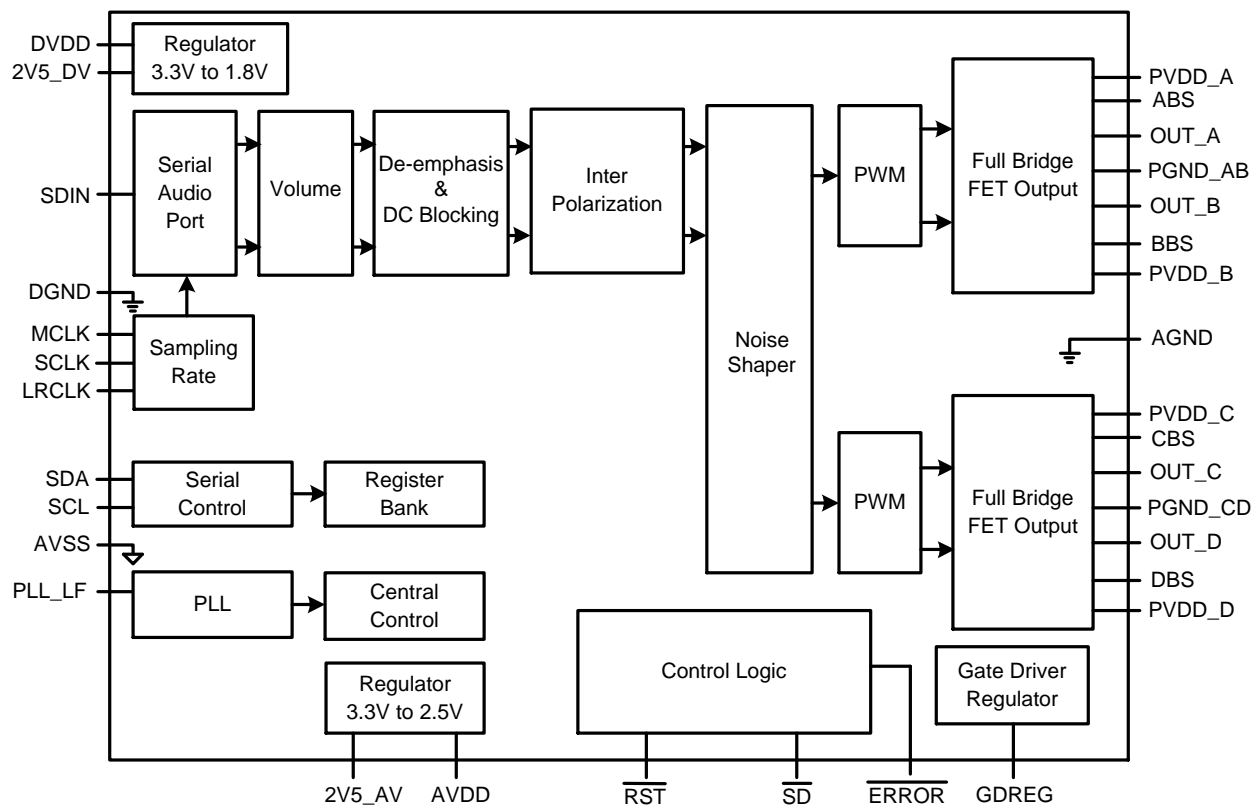 DVDD
2V5_DV
Regulator
3.3V to 1.8V
SDIN
Serial
Audio
Port
Volume
De-emphasis
&
DC Blocking
Inter
Polarization
Noise
Shaper
PWM
Full Bridge
FET Output
PVDD_A
ABS
OUT_A
PGND_AB
OUT_B
BBS
PVDD_B
DGND
MCLK
SCLK
LRCLK
Sampling
Rate
AGND
SDA
SCL
Serial
Control
Register
Bank
PWM
Full Bridge
FET Output
PVDD_C
CBS
OUT_C
PGND_CD
OUT_D
DBS
PVDD_D
AVSS
PLL_LF
PLL
Central
Control
Regulator
3.3V to 2.5V
Control Logic
Gate Driver
Regulator
2V5_AV
AVDD
RST
SD
ERROR
GDREG